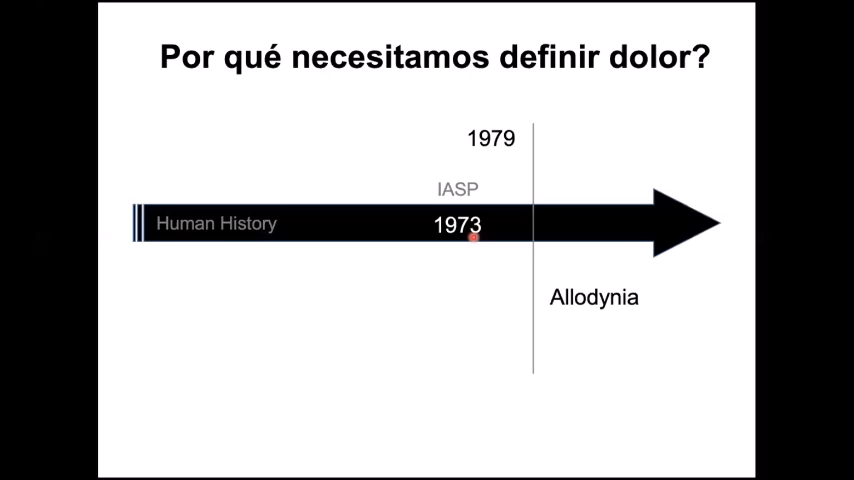 Por qué necesitamos definir dolor?
1979
IASP
Human History
1973
Allodynia